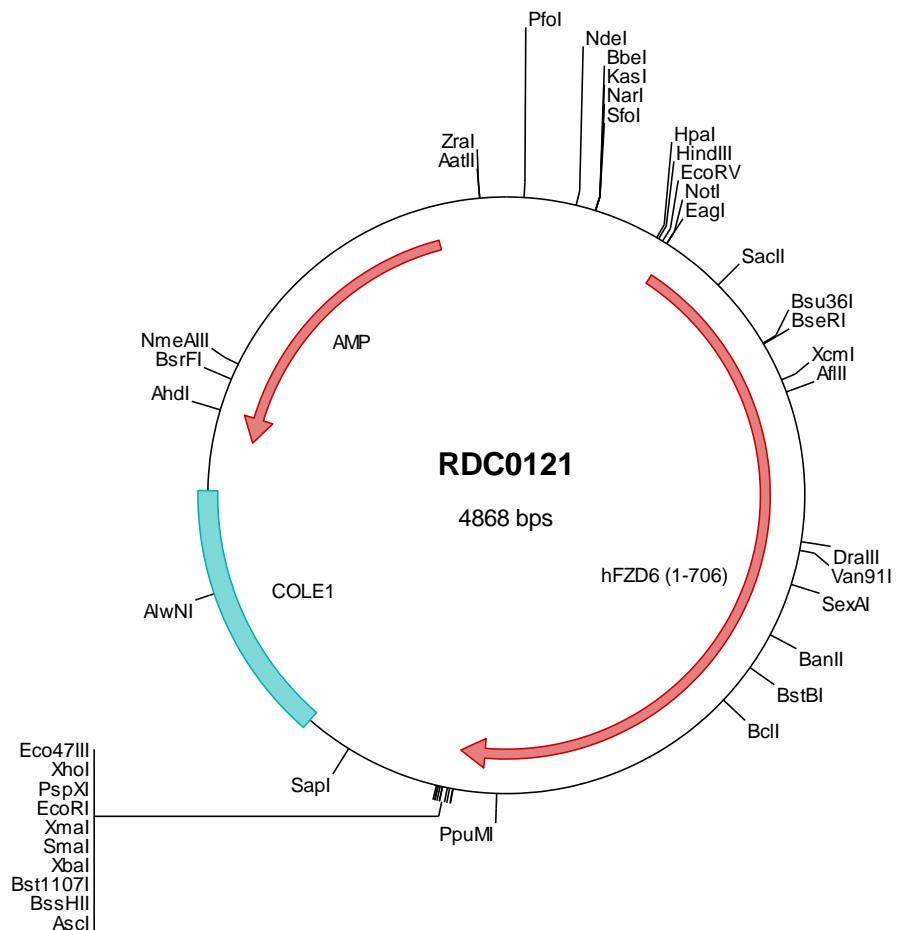 PfoI
NdeI
BbeI
KasI
NarI
SfoI
ZraI
AatII
HpaI
HindIII
EcoRV
NotI
EagI
SacII
Bsu36I
BseRI
XcmI
AflII
NmeAIII
BsrFI
AhdI
AMP
RDC0121
4868 bps
hFZD6 (1-706)
DraIII
Van91I
SexAI
BanII
BstBI
BclI
COLE1
AlwNI
SapI
PpuMI
Eco47III
XhoI
PspXI
EcoRI
XmaI
SmaI
XbaI
Bst1107I
BssHII
AscI